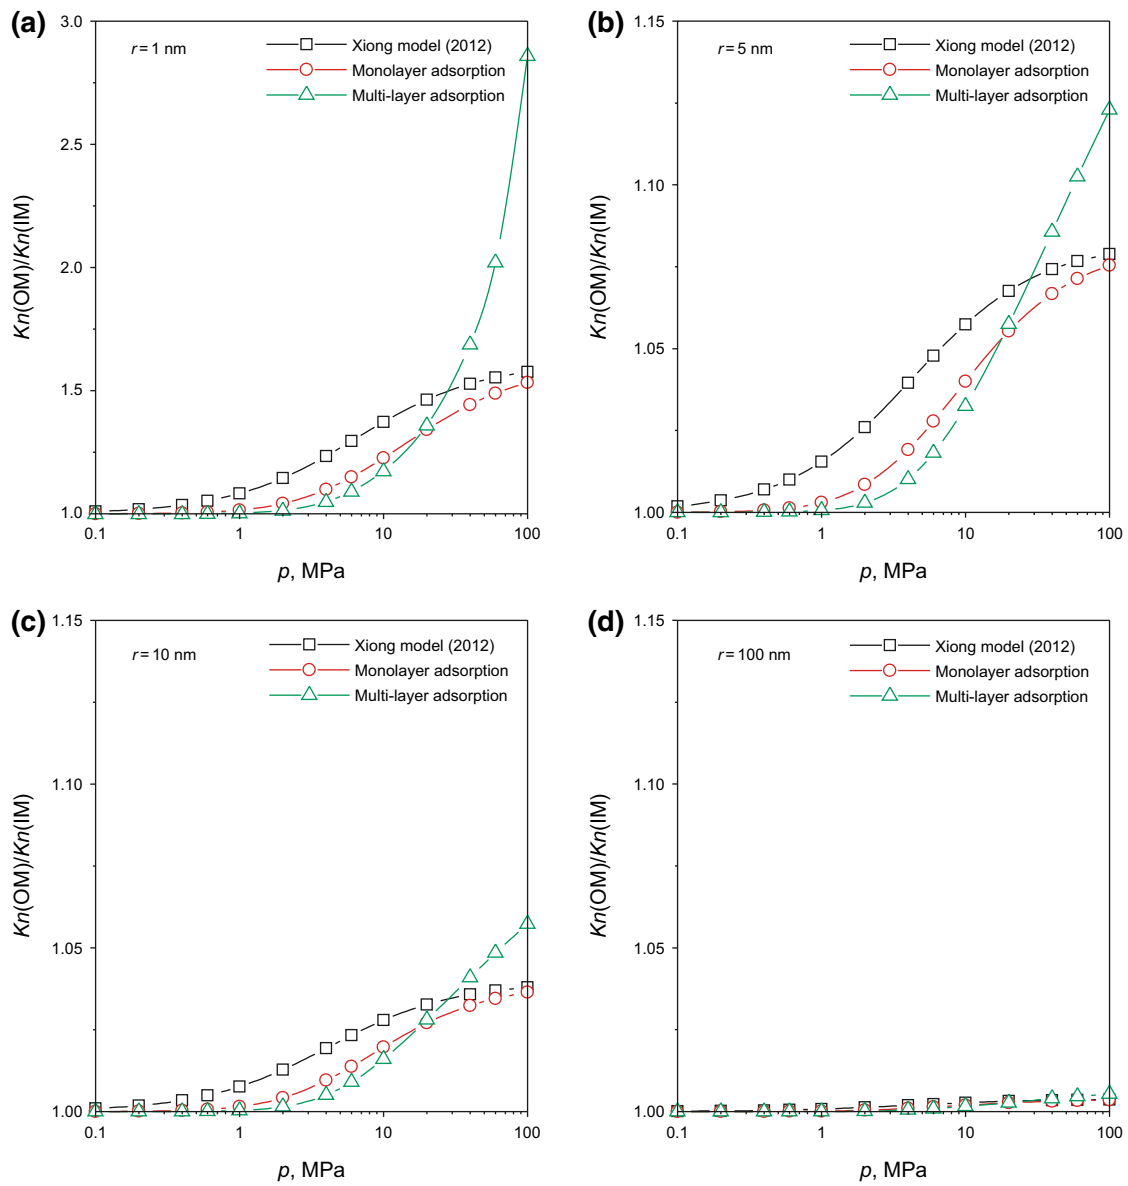 (a)
r = 1 nm
Xiong model (2012)
Monolayer adsorption
Multi-layer adsorption
3.0
2.5
2.0
1.5
1.0
Kn(OM)/Kn(IM)
0.1 1 10 100
p, MPa
(b)
r = 5 nm
Xiong model (2012)
Monolayer adsorption
Multi-layer adsorption
1.15
1.10
1.05
1.00
Kn(OM)/Kn(IM)
0.1 1 10 100
p, MPa
(c)
r = 10 nm
Xiong model (2012)
Monolayer adsorption
Multi-layer adsorption
1.15
1.10
1.05
1.00
Kn(OM)/Kn(IM)
0.1 1 10 100
p, MPa
(d)
r = 100 nm
Xiong model (2012)
Monolayer adsorption
Multi-layer adsorption
1.15
1.10
1.05
1.00
Kn(OM)/Kn(IM)
0.1 1 10 100
p, MPa